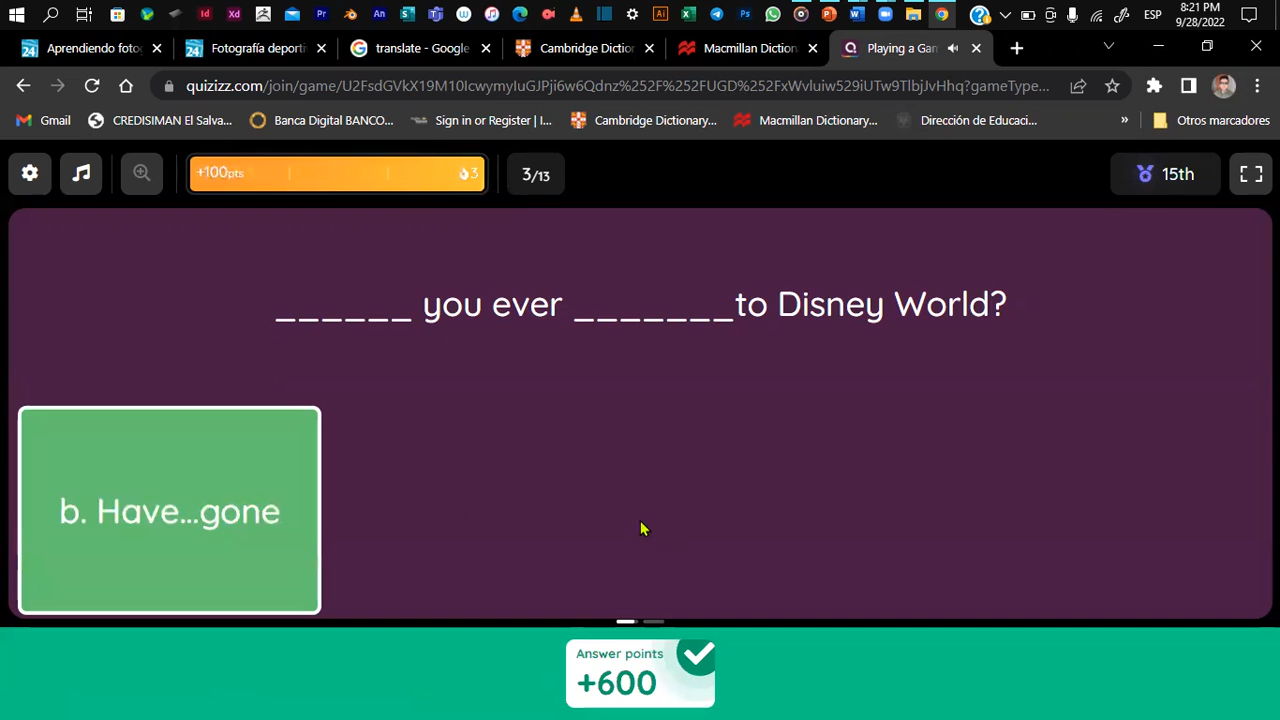 8:21 PM
ESP
9/28/2022
Aprendiendo foto
Fotografía deporti
translate - Google
Cambridge Dictio
Macmillan Diction
Playing a Gam
quizizz.com/join/game/U2FsdGVkX19M10IcwymyIuGJPji6w6Qdnz%252F%252FUGD%252FxWvluiw529iUTw9TlbjJvHhq?gameType...
Gmail
CREDISIMAN El Salva...
Banca Digital BANCO...
Sign in or Register | I...
Cambridge Dictionary...
Macmillan Dictionary...
Dirección de Educaci...
»
Otros marcadores
+100pts
3
3/13
15th
______ you ever _______to Disney World?
b. Have...gone
Answer points
+600